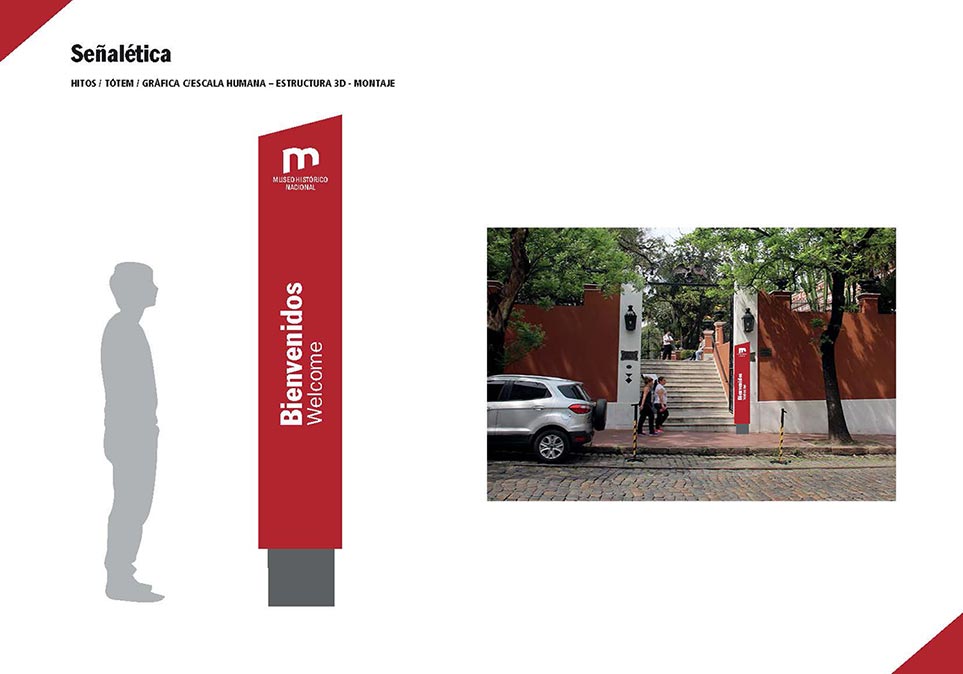 Señalética
HITOS / TÓTEM / GRÁFICA C/ESCALA HUMANA – ESTRUCTURA 3D - MONTAJE
m
MUSEO HISTÓRICO
NACIONAL
Bienvenidos
Welcome
m
Bienvenidos
Welcome